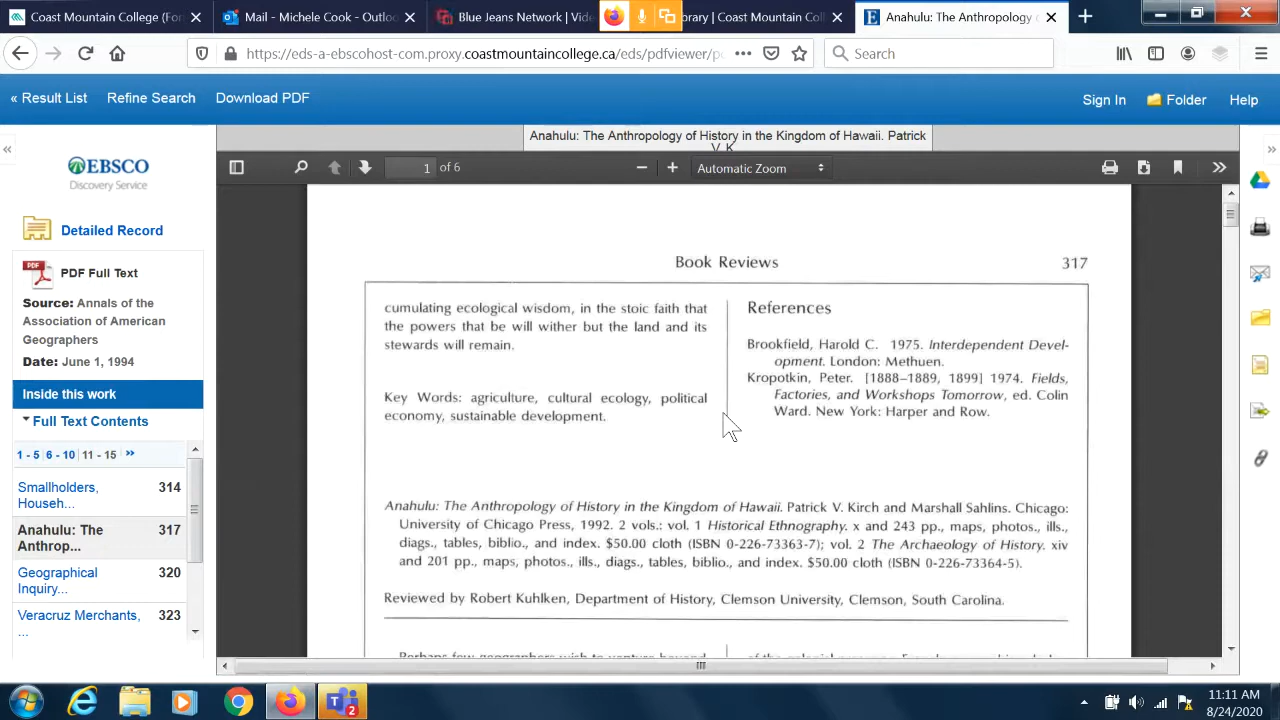 Coast Mountain College (For
Mail - Michele Cook - Outlo
Blue Jeans Network | Vide
brary | Coast Mountain Coll
Anahulu: The Anthropology o
https://eds-a-ebscohost-com.proxy.coastmountaincollege.ca/eds/pdfviewer/p
Search
« Result List
Refine Search
Download PDF
Sign In
Folder
Help
Anahulu: The Anthropology of History in the Kingdom of Hawaii. Patrick
V. K
1 of 6
Automatic Zoom
EBSCO
Discovery Service
Detailed Record
PDF
PDF Full Text
Source: Annals of the
Association of American
Geographers
Date: June 1, 1994
Inside this work
Full Text Contents
1 - 5 6 - 10 11 - 15 »
Smallholders, 314
Househ...
Anahulu: The 317
Anthrop...
Geographical 320
Inquiry...
Veracruz Merchants, 323
...
Book Reviews 317
cumulating ecological wisdom, in the stoic faith that
the powers that be will wither but the land and its
stewards will remain.
Key Words: agriculture, cultural ecology, political
economy, sustainable development.
References
Brookfield, Harold C. 1975. Interdependent Devel-
opment. London: Methuen.
Kropotkin, Peter. [1888–1889, 1899] 1974. Fields,
Factories, and Workshops Tomorrow, ed. Colin
Ward. New York: Harper and Row.
Anahulu: The Anthropology of History in the Kingdom of Hawaii. Patrick V. Kirch and Marshall Sahlins. Chicago:
University of Chicago Press, 1992. 2 vols.: vol. 1 Historical Ethnography. x and 243 pp., maps, photos., ills.,
diags., tables, biblio., and index. $50.00 cloth (ISBN 0-226-73363-7); vol. 2 The Archaeology of History. xiv
and 201 pp., maps, photos., ills., diags., tables, biblio., and index. $50.00 cloth (ISBN 0-226-73364-5).
Reviewed by Robert Kuhlken, Department of History, Clemson University, Clemson, South Carolina.
Perhaps few geographers wish to venture beyond
2
11:11 AM
8/24/2020